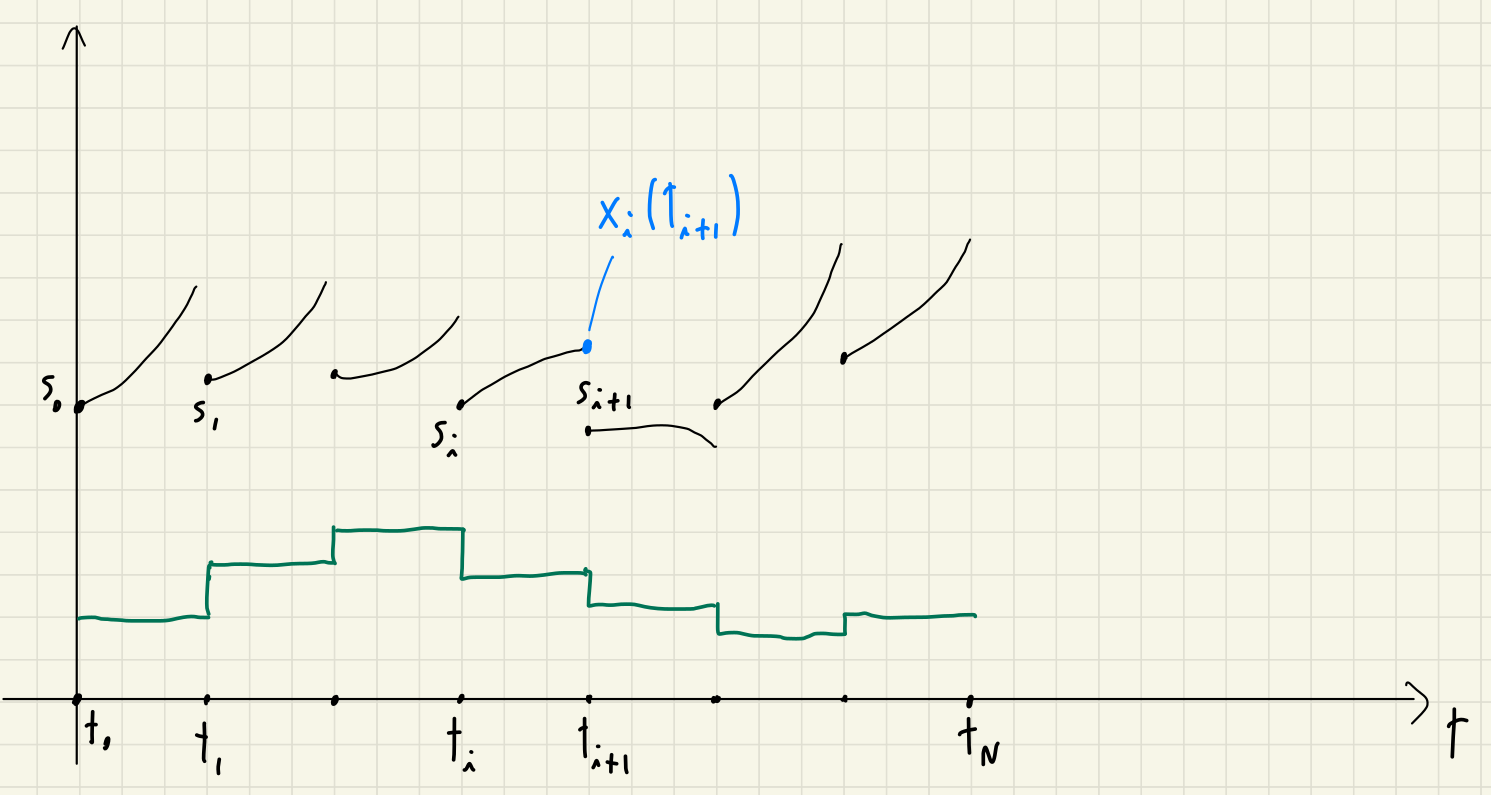 x_i(t_{i+1})
s_0
s_1
s_i
s_{i+1}
t_0
t_1
t_i
t_{i+1}
t_N
t